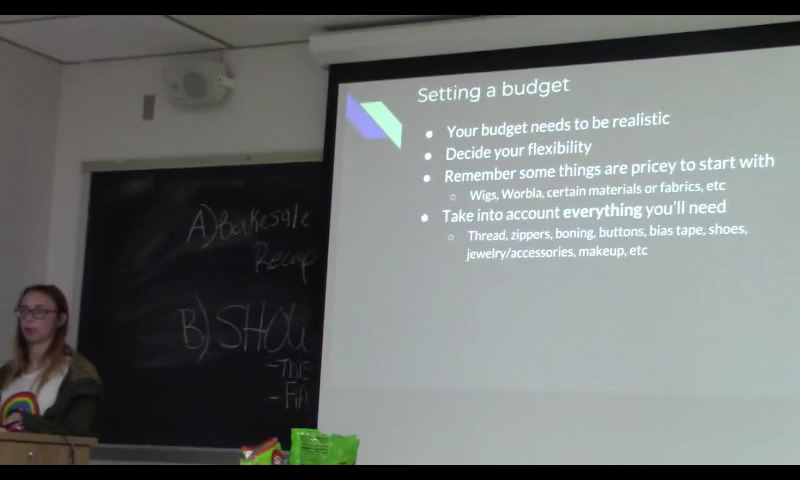 Setting a budget
● Your budget needs to be realistic
● Decide your flexibility
● Remember some things are pricey to start with
○ Wigs, Worbla, certain materials or fabrics, etc
● Take into account everything you'll need
○ Thread, zippers, boning, buttons, bias tape, shoes,
jewelry/accessories, makeup, etc
A) Bakesale
Recap
B) SHOW